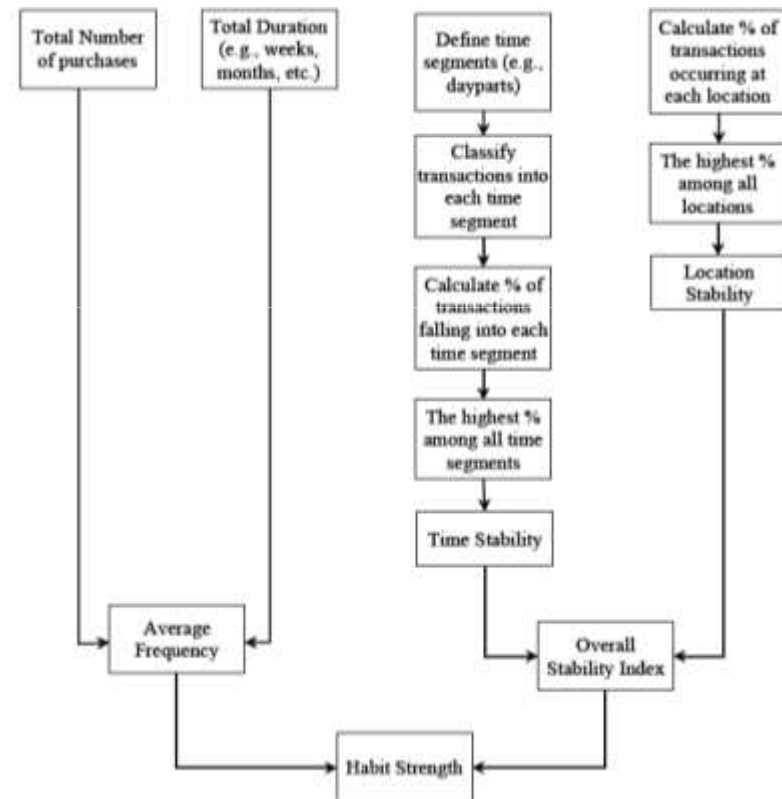 Total Number
of purchases
Total Duration
(e.g., weeks,
months, etc.)
Define time
segments (e.g.,
dayparts)
Calculate % of
transactions
occurring at
each location
Classify
transactions into
each time
segment
The highest %
among all
locations
Calculate % of
transactions
falling into each
time segment
Location
Stability
The highest %
among all time
segments
Time Stability
Average
Frequency
Overall
Stability Index
Habit Strength